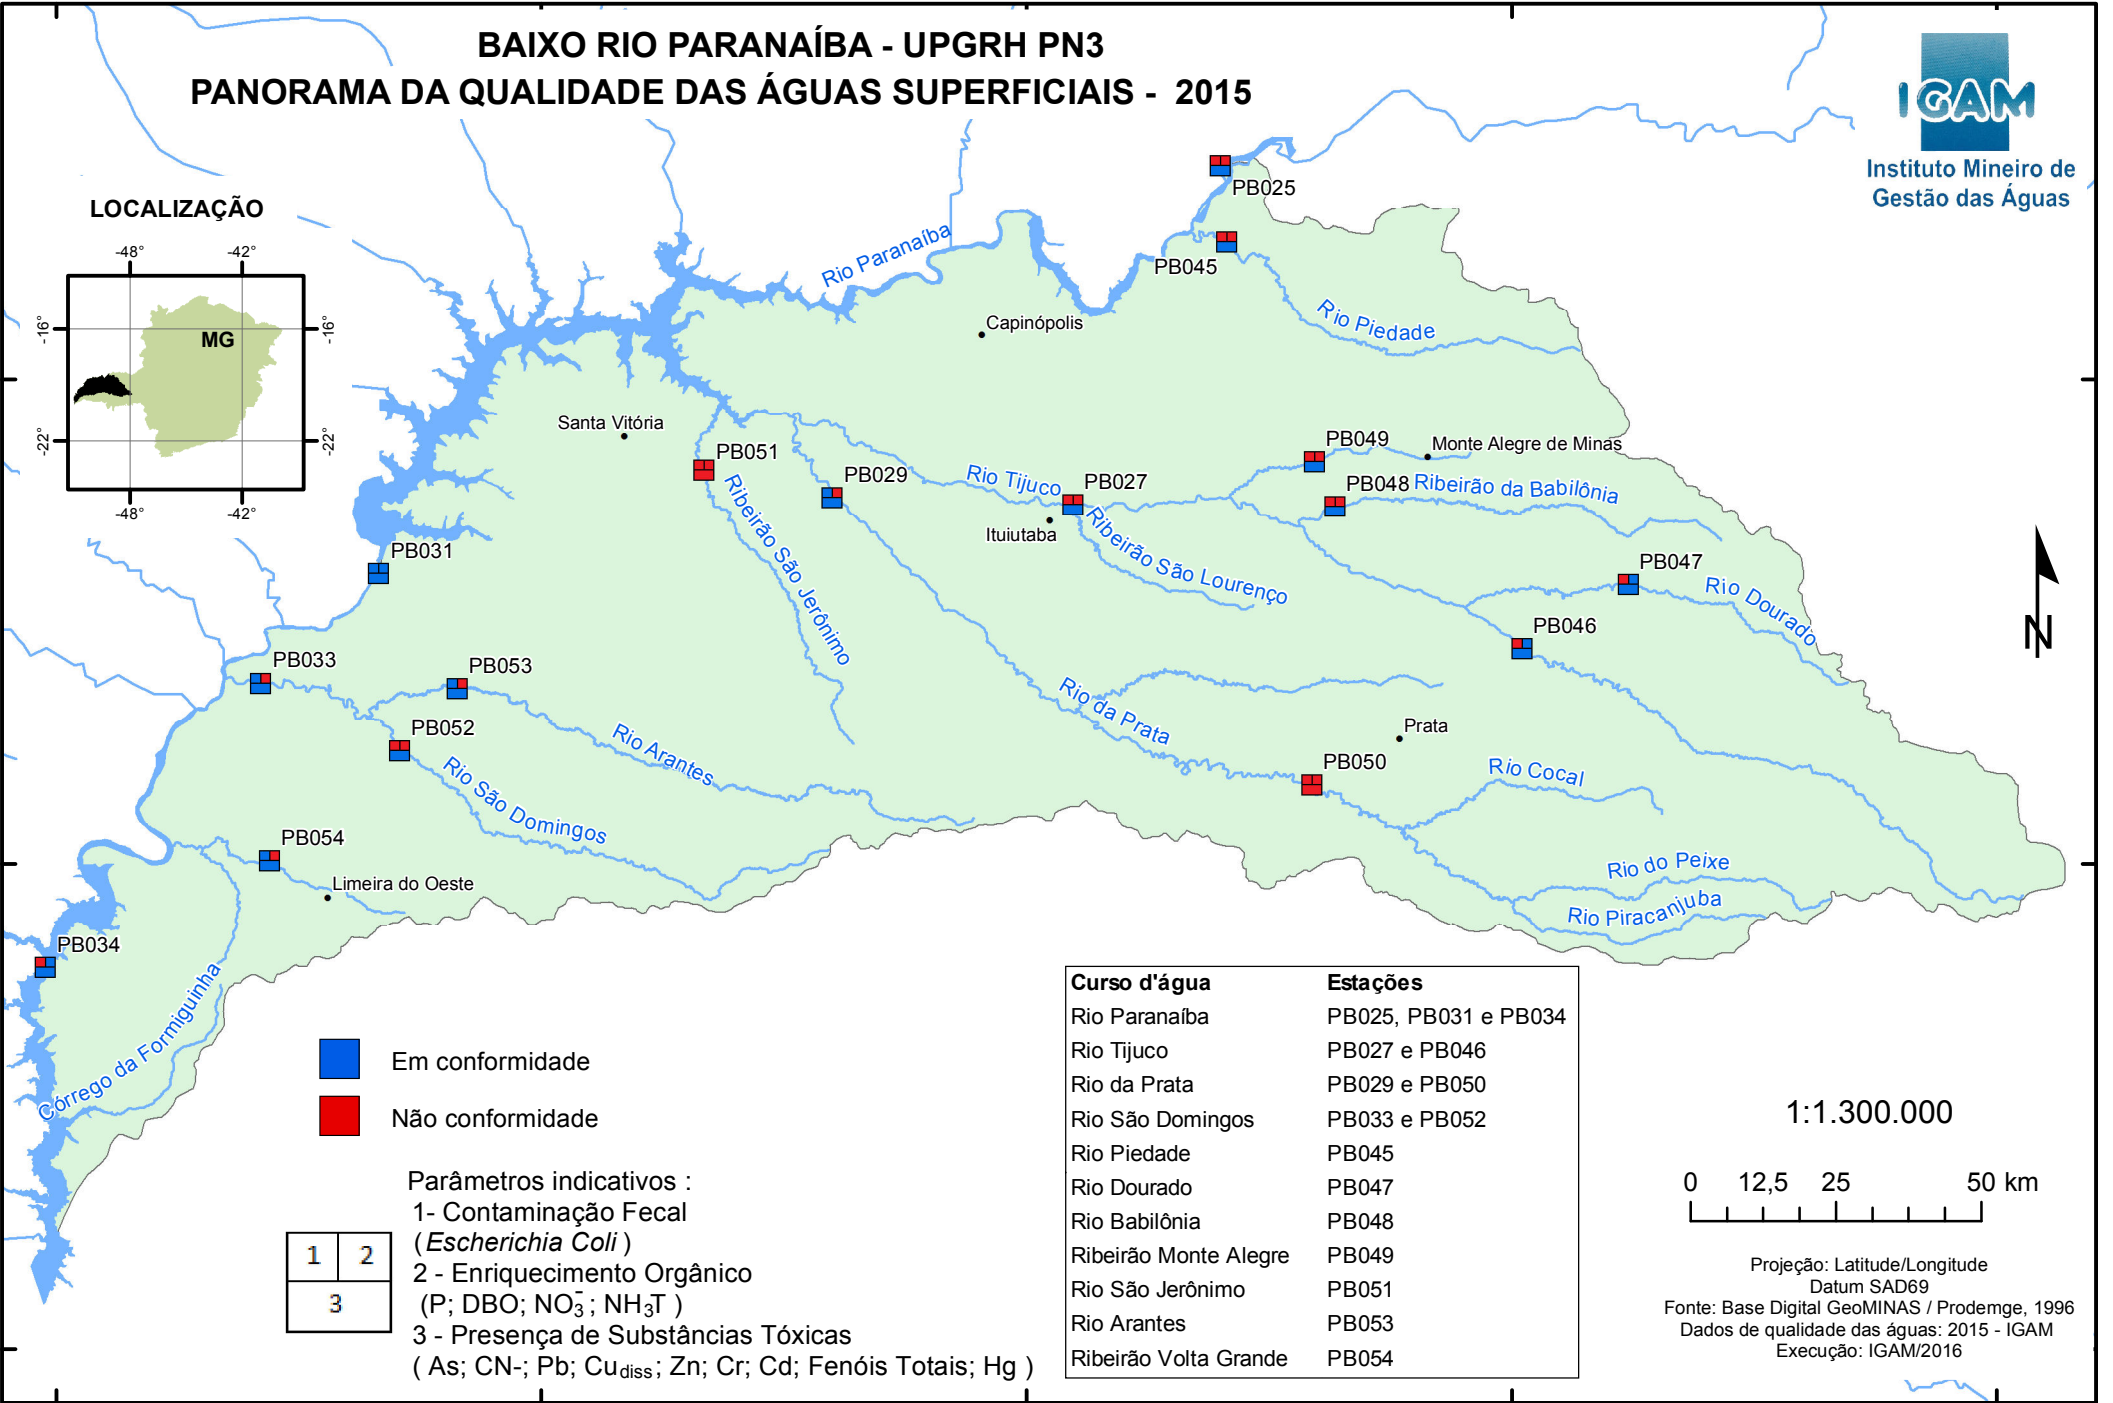 BAIXO RIO PARANAÍBA - UPGRH PN3
PANORAMA DA QUALIDADE DAS ÁGUAS SUPERFICIAIS - 2015
IGAM
Instituto Mineiro de
Gestão das Águas
LOCALIZAÇÃO
-48°
-42°
-16°
-16°
MG
-22°
-22°
-48°
-42°
PB025
Rio Paranaíba
PB045
Rio Piedade
Capinópolis
Santa Vitória
PB051
PB029
Rio Tijuco
PB027
PB049
Monte Alegre de Minas
PB048
Ribeirão da Babilônia
Ituiutaba
Ribeirão São Lourenço
Ribeirão São Jerônimo
PB031
PB047
Rio Dourado
PB046
N
PB033
PB053
PB052
Rio Arantes
Rio da Prata
Prata
PB050
Rio Cocal
Rio São Domingos
PB054
Limeira do Oeste
Rio do Peixe
Rio Piracanjuba
PB034
Córrego da Formiguinha
Em conformidade
Não conformidade
Parâmetros indicativos :
1- Contaminação Fecal
(Escherichia Coli )
2 - Enriquecimento Orgânico
(P; DBO; NO₃⁻; NH₃T )
3 - Presença de Substâncias Tóxicas
( As; CN-; Pb; Cudiss; Zn; Cr; Cd; Fenóis Totais; Hg )
1 2
3
Curso d'água Estações
Rio Paranaíba PB025, PB031 e PB034
Rio Tijuco PB027 e PB046
Rio da Prata PB029 e PB050
Rio São Domingos PB033 e PB052
Rio Piedade PB045
Rio Dourado PB047
Rio Babilônia PB048
Ribeirão Monte Alegre PB049
Rio São Jerônimo PB051
Rio Arantes PB053
Ribeirão Volta Grande PB054
1:1.300.000
0 12,5 25 50 km
Projeção: Latitude/Longitude
Datum SAD69
Fonte: Base Digital GeoMINAS / Prodemge, 1996
Dados de qualidade das águas: 2015 - IGAM
Execução: IGAM/2016